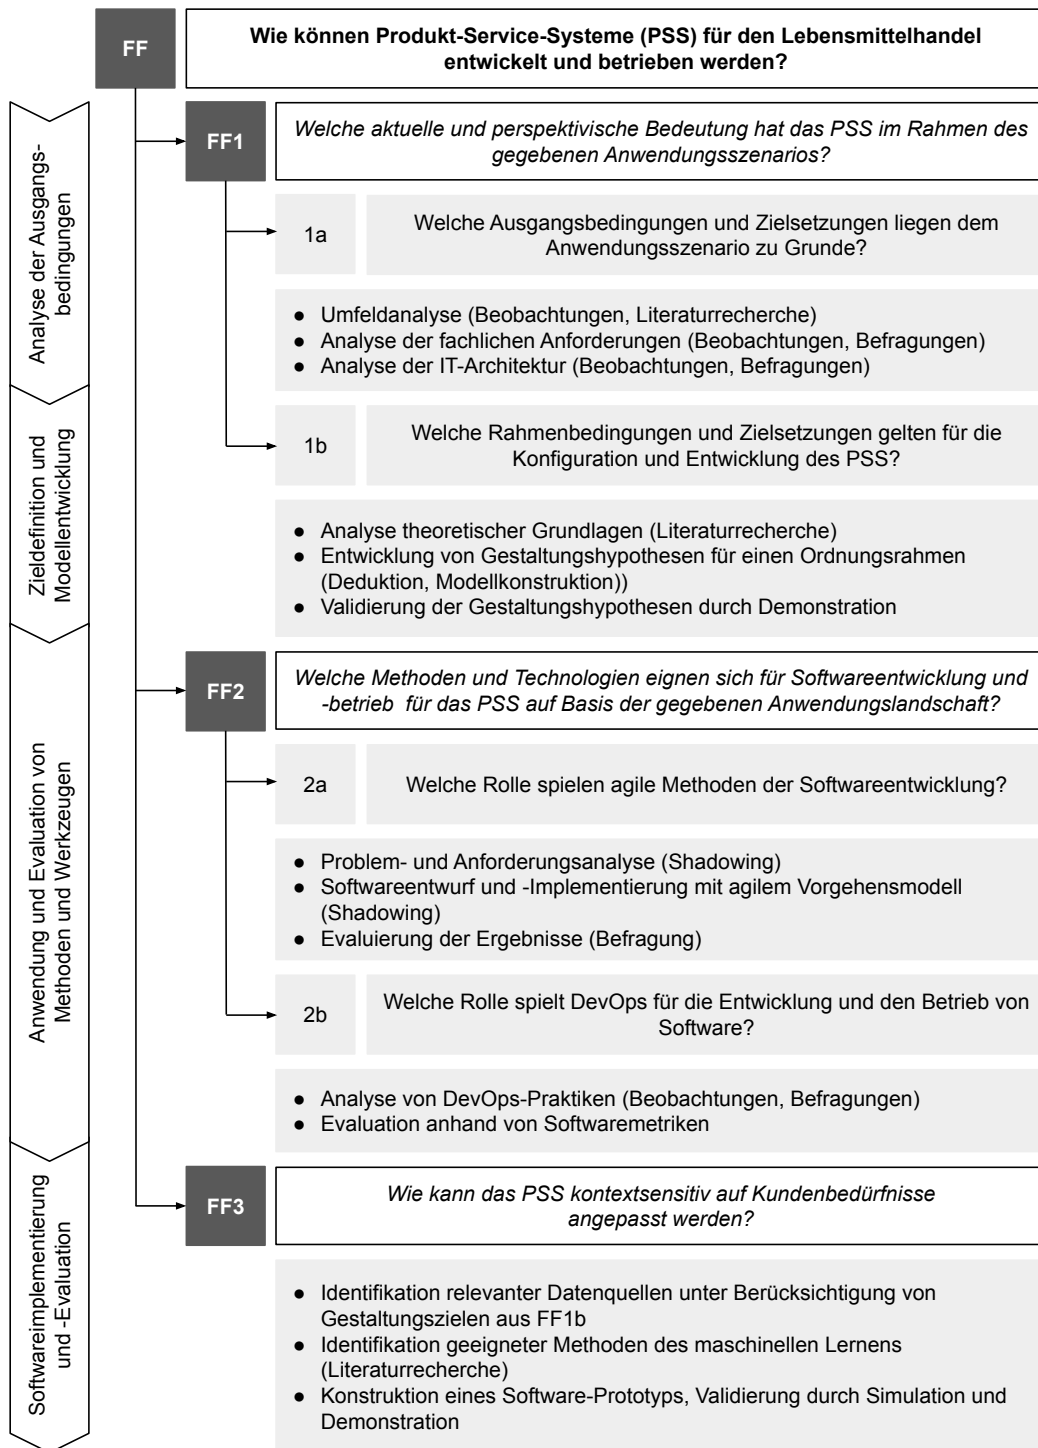 FF
Wie können Produkt-Service-Systeme (PSS) für den Lebensmittelhandel
entwickelt und betrieben werden?
Analyse der Ausgangs-
bedingungen
FF1
Welche aktuelle und perspektivische Bedeutung hat das PSS im Rahmen des
gegebenen Anwendungsszenarios?
1a
Welche Ausgangsbedingungen und Zielsetzungen liegen dem
Anwendungsszenario zu Grunde?
● Umfeldanalyse (Beobachtungen, Literaturrecherche)
● Analyse der fachlichen Anforderungen (Beobachtungen, Befragungen)
● Analyse der IT-Architektur (Beobachtungen, Befragungen)
Zieldefinition und
Modellentwicklung
1b
Welche Rahmenbedingungen und Zielsetzungen gelten für die
Konfiguration und Entwicklung des PSS?
● Analyse theoretischer Grundlagen (Literaturrecherche)
● Entwicklung von Gestaltungshypothesen für einen Ordnungsrahmen
(Deduktion, Modellkonstruktion))
● Validierung der Gestaltungshypothesen durch Demonstration
Anwendung und Evaluation von
Methoden und Werkzeugen
FF2
Welche Methoden und Technologien eignen sich für Softwareentwicklung und
-betrieb für das PSS auf Basis der gegebenen Anwendungslandschaft?
2a
Welche Rolle spielen agile Methoden der Softwareentwicklung?
● Problem- und Anforderungsanalyse (Shadowing)
● Softwareentwurf und -Implementierung mit agilem Vorgehensmodell
(Shadowing)
● Evaluierung der Ergebnisse (Befragung)
2b
Welche Rolle spielt DevOps für die Entwicklung und den Betrieb von
Software?
● Analyse von DevOps-Praktiken (Beobachtungen, Befragungen)
● Evaluation anhand von Softwaremetriken
Softwareimplementierung
und -Evaluation
FF3
Wie kann das PSS kontextsensitiv auf Kundenbedürfnisse
angepasst werden?
● Identifikation relevanter Datenquellen unter Berücksichtigung von
Gestaltungszielen aus FF1b
● Identifikation geeigneter Methoden des maschinellen Lernens
(Literaturrecherche)
● Konstruktion eines Software-Prototyps, Validierung durch Simulation und
Demonstration